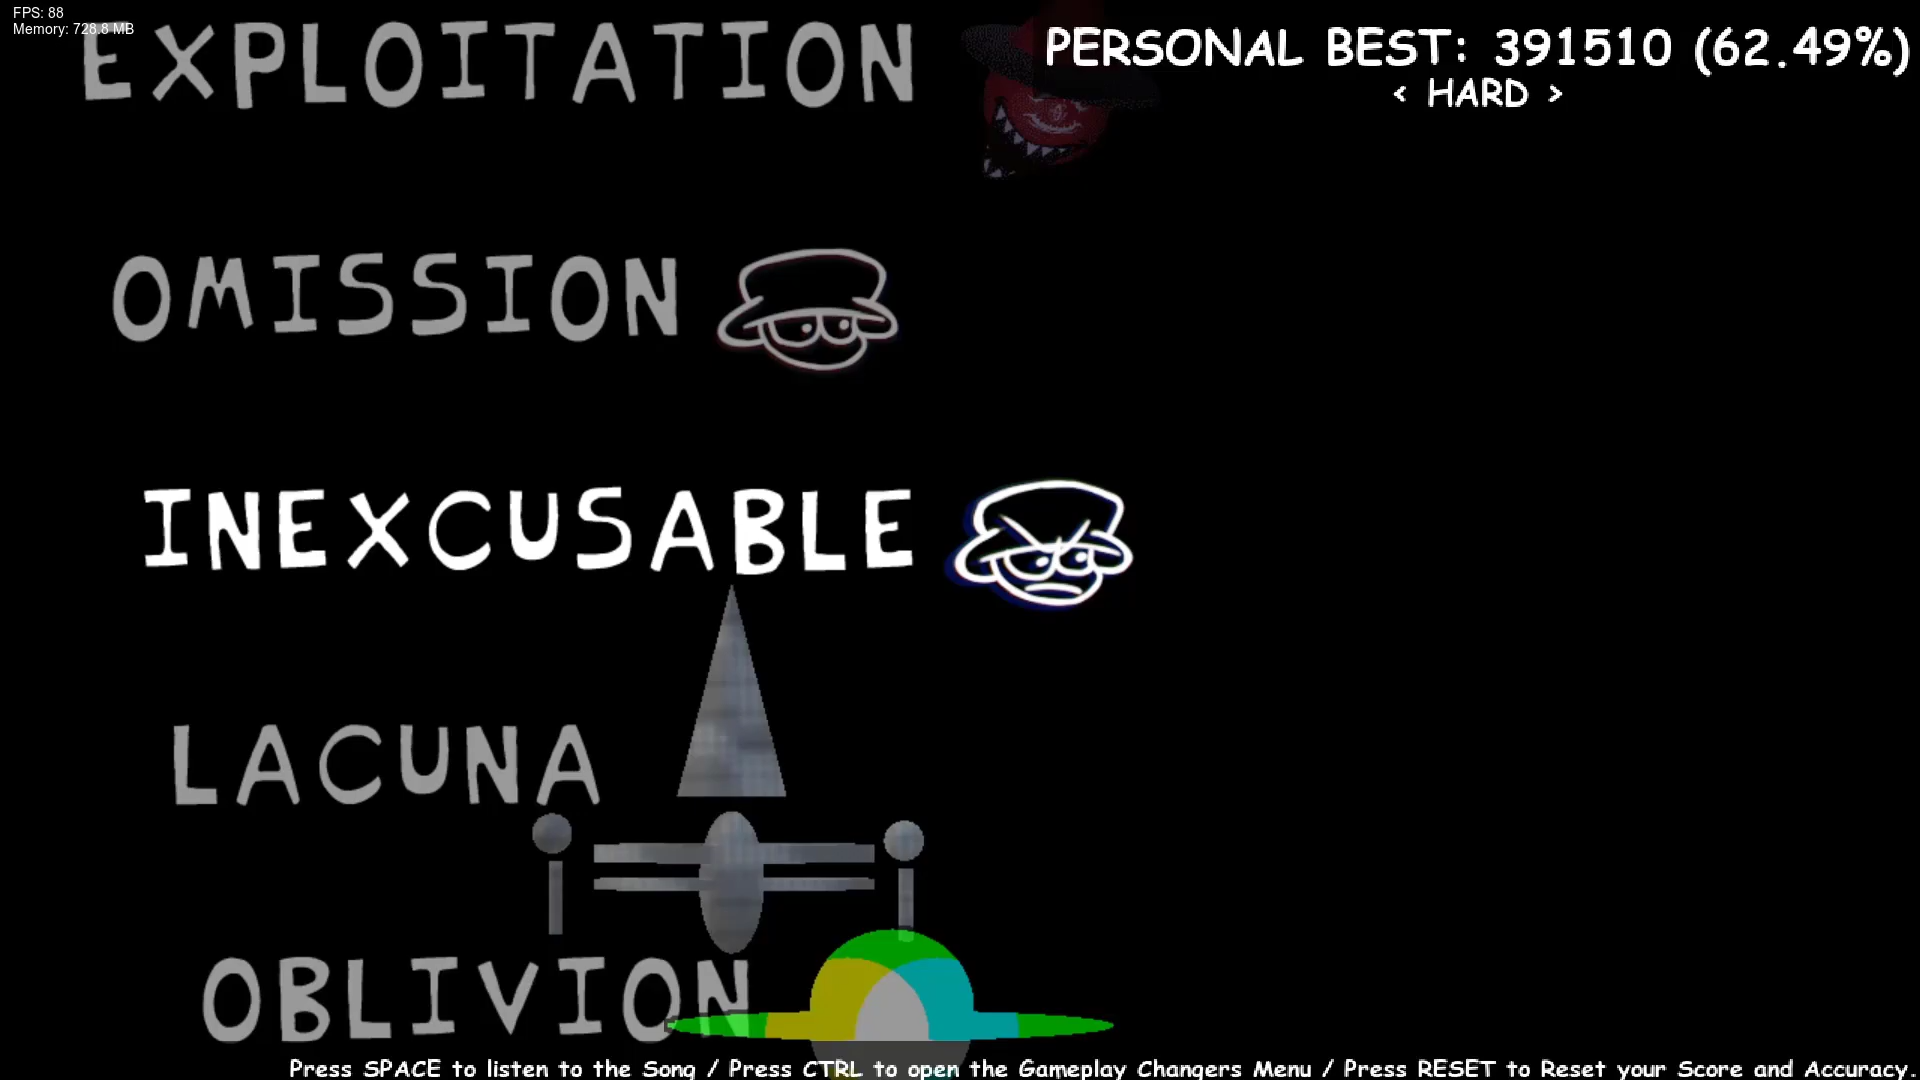 FPS: 88
Memory: 728.8 MB
EXPLOITATION
PERSONAL BEST: 391510 (62.49%)
< HARD >
OMISSION
INEXCUSABLE
LACUNA
OBLIVION
Press SPACE to listen to the Song / Press CTRL to open the Gameplay Changers Menu / Press RESET to Reset your Score and Accuracy.